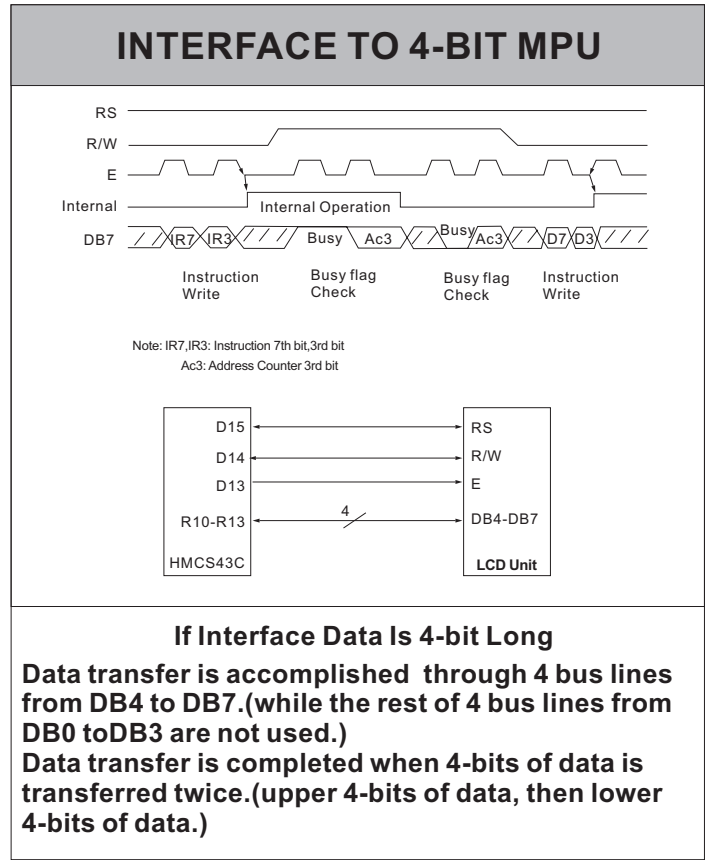 INTERFACE TO 4-BIT MPU
RS
R/W
E
Internal
Internal Operation
DB7
IR7
IR3
Busy
Ac3
Busy
Ac3
D7
D3
Instruction
Write
Busy flag
Check
Busy flag
Check
Instruction
Write
Note: IR7,IR3: Instruction 7th bit,3rd bit
Ac3: Address Counter 3rd bit
D15
RS
D14
R/W
D13
E
R10-R13
4
DB4-DB7
HMCS43C
LCD Unit
If Interface Data Is 4-bit Long
Data transfer is accomplished through 4 bus lines
from DB4 to DB7.(while the rest of 4 bus lines from
DB0 toDB3 are not used.)
Data transfer is completed when 4-bits of data is
transferred twice.(upper 4-bits of data, then lower
4-bits of data.)